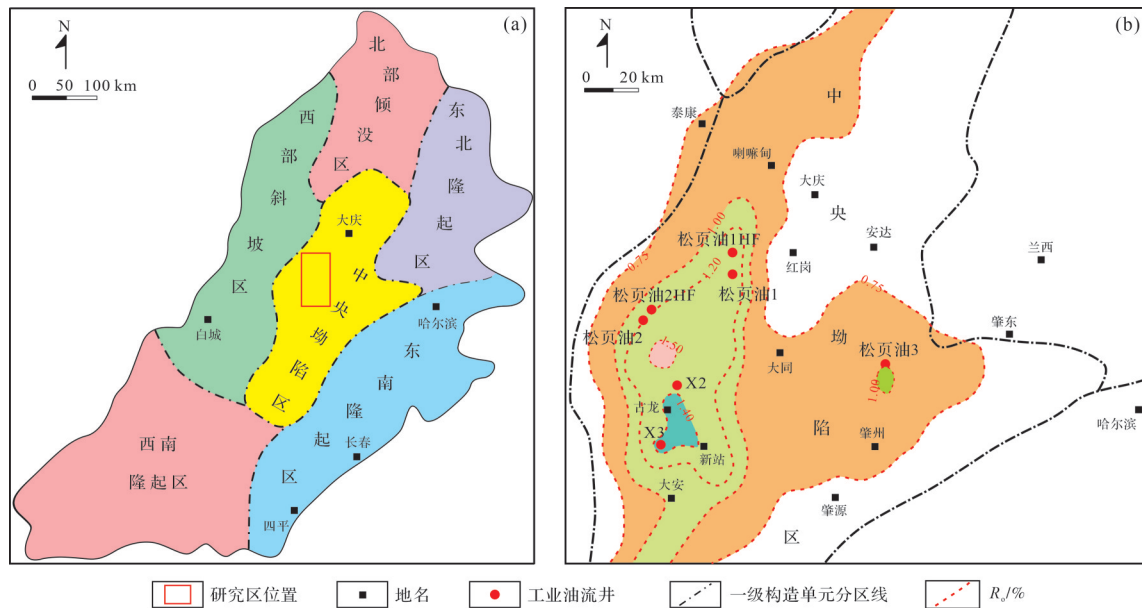 (a)
N
0 50 100 km
北部倾没区
东北隆起区
西部斜坡区
大庆
中央坳陷区
哈尔滨
白城
东南隆起区
西南
隆起区
长春
四平
(b)
N
0 20 km
中央坳陷区
泰康
喇嘛甸
大庆
1.00
松页油1HF
安达
兰西
红岗
0.75
1.20
0.75
松页油1
松页油2HF
松页油2
1.50
肇东
大同
松页油3
X2
1.00
古龙
哈尔滨
X3
新站
肇州
大安
肇源
研究区位置
地名
工业油流井
一级构造单元分区线
Ro/%